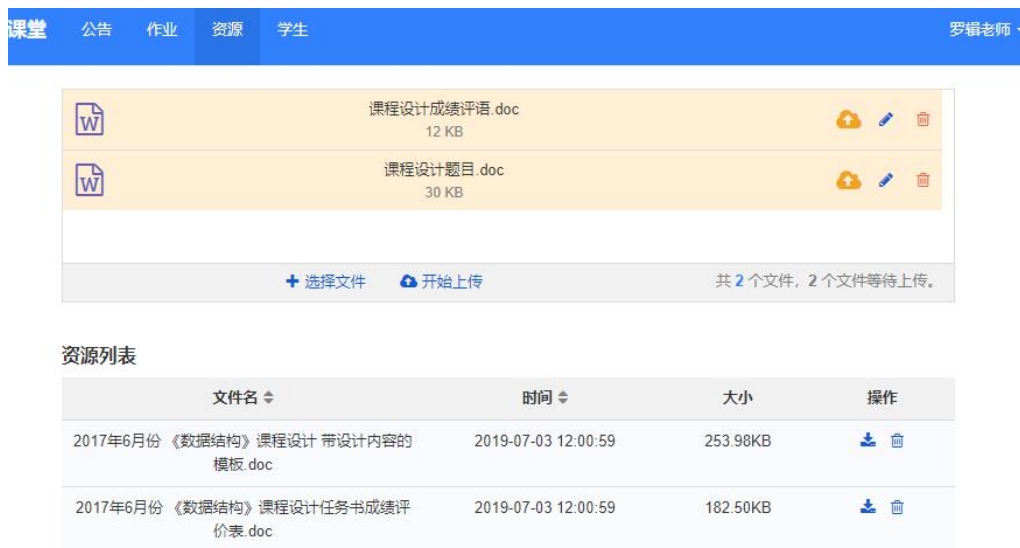 课堂 公告 作业 资源 学生 罗辑老师
课程设计成绩评语.doc
12 KB
课程设计题目.doc
30 KB
选择文件 开始上传 共 2 个文件，2 个文件等待上传。
资源列表
文件名 时间 大小 操作
2017年6月份 《数据结构》课程设计 带设计内容的 2019-07-03 12:00:59 253.98KB
模板.doc
2017年6月份 《数据结构》课程设计任务书成绩评 2019-07-03 12:00:59 182.50KB
价表.doc